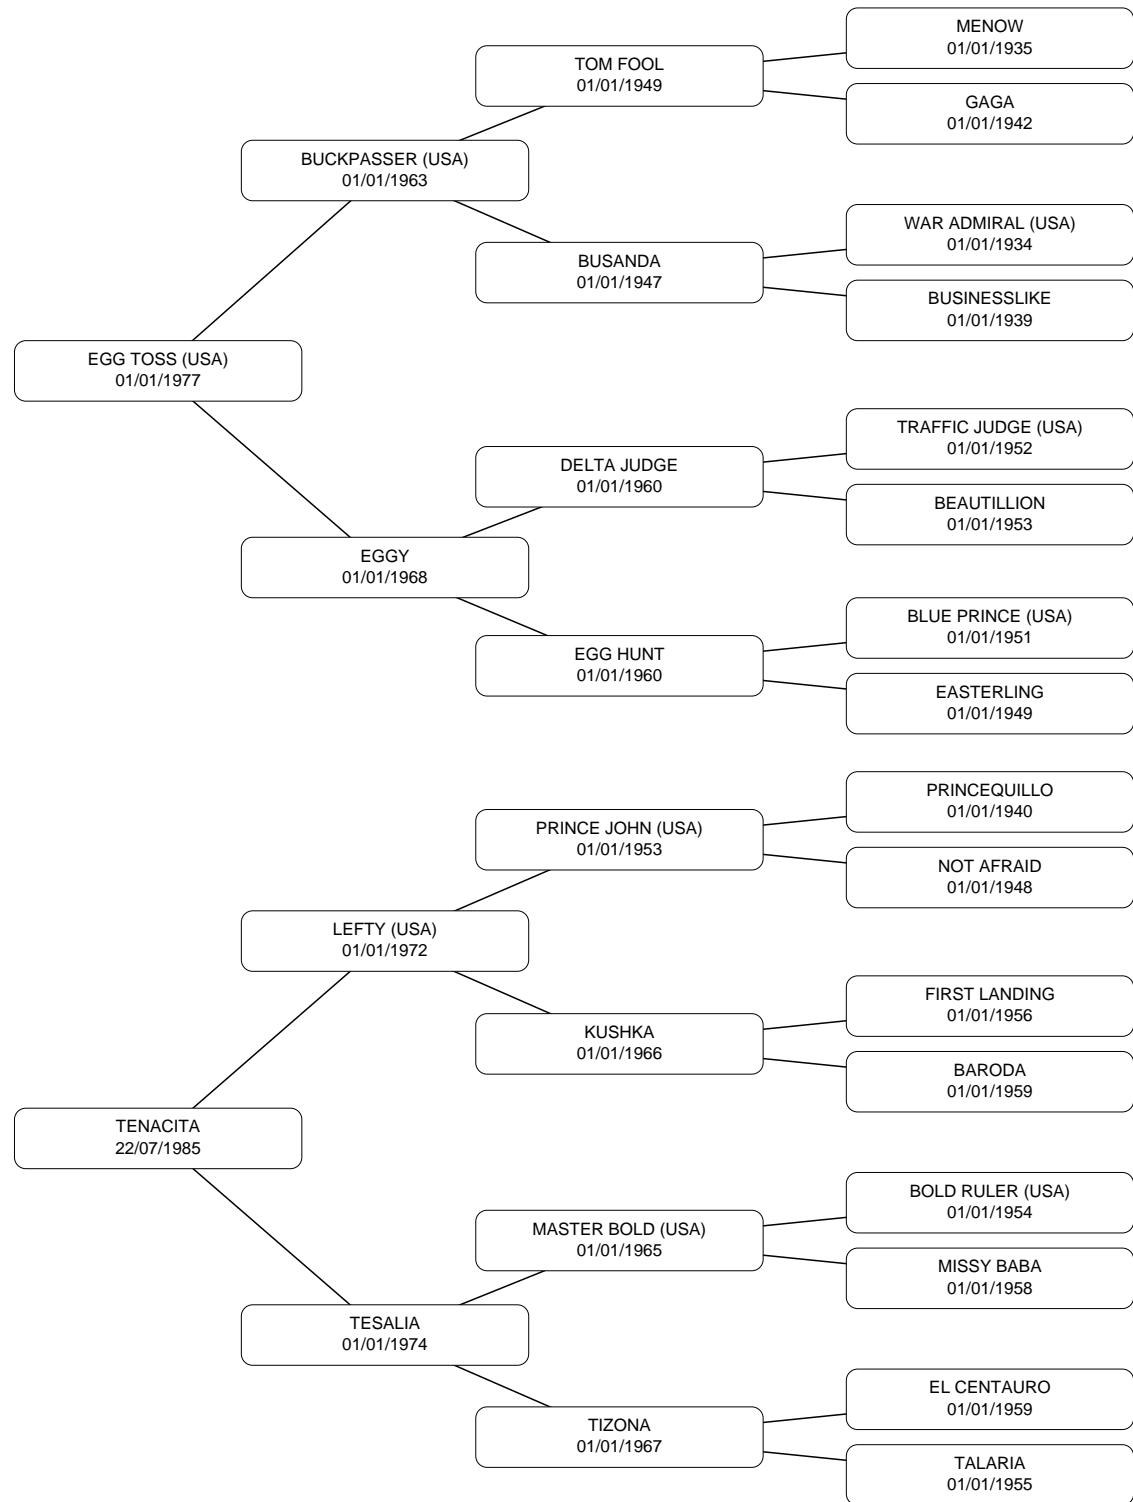 MENOW
01/01/1935
TOM FOOL
01/01/1949
GAGA
01/01/1942
BUCKPASSER (USA)
01/01/1963
WAR ADMIRAL (USA)
01/01/1934
BUSANDA
01/01/1947
BUSINESSLIKE
01/01/1939
EGG TOSS (USA)
01/01/1977
TRAFFIC JUDGE (USA)
01/01/1952
DELTA JUDGE
01/01/1960
BEAUTILLION
01/01/1953
EGGY
01/01/1968
BLUE PRINCE (USA)
01/01/1951
EGG HUNT
01/01/1960
EASTERLING
01/01/1949
PRINCEQUILLO
01/01/1940
PRINCE JOHN (USA)
01/01/1953
NOT AFRAID
01/01/1948
LEFTY (USA)
01/01/1972
FIRST LANDING
01/01/1956
KUSHKA
01/01/1966
BARODA
01/01/1959
TENACITA
22/07/1985
BOLD RULER (USA)
01/01/1954
MASTER BOLD (USA)
01/01/1965
MISSY BABA
01/01/1958
TESALIA
01/01/1974
EL CENTAURO
01/01/1959
TIZONA
01/01/1967
TALARIA
01/01/1955